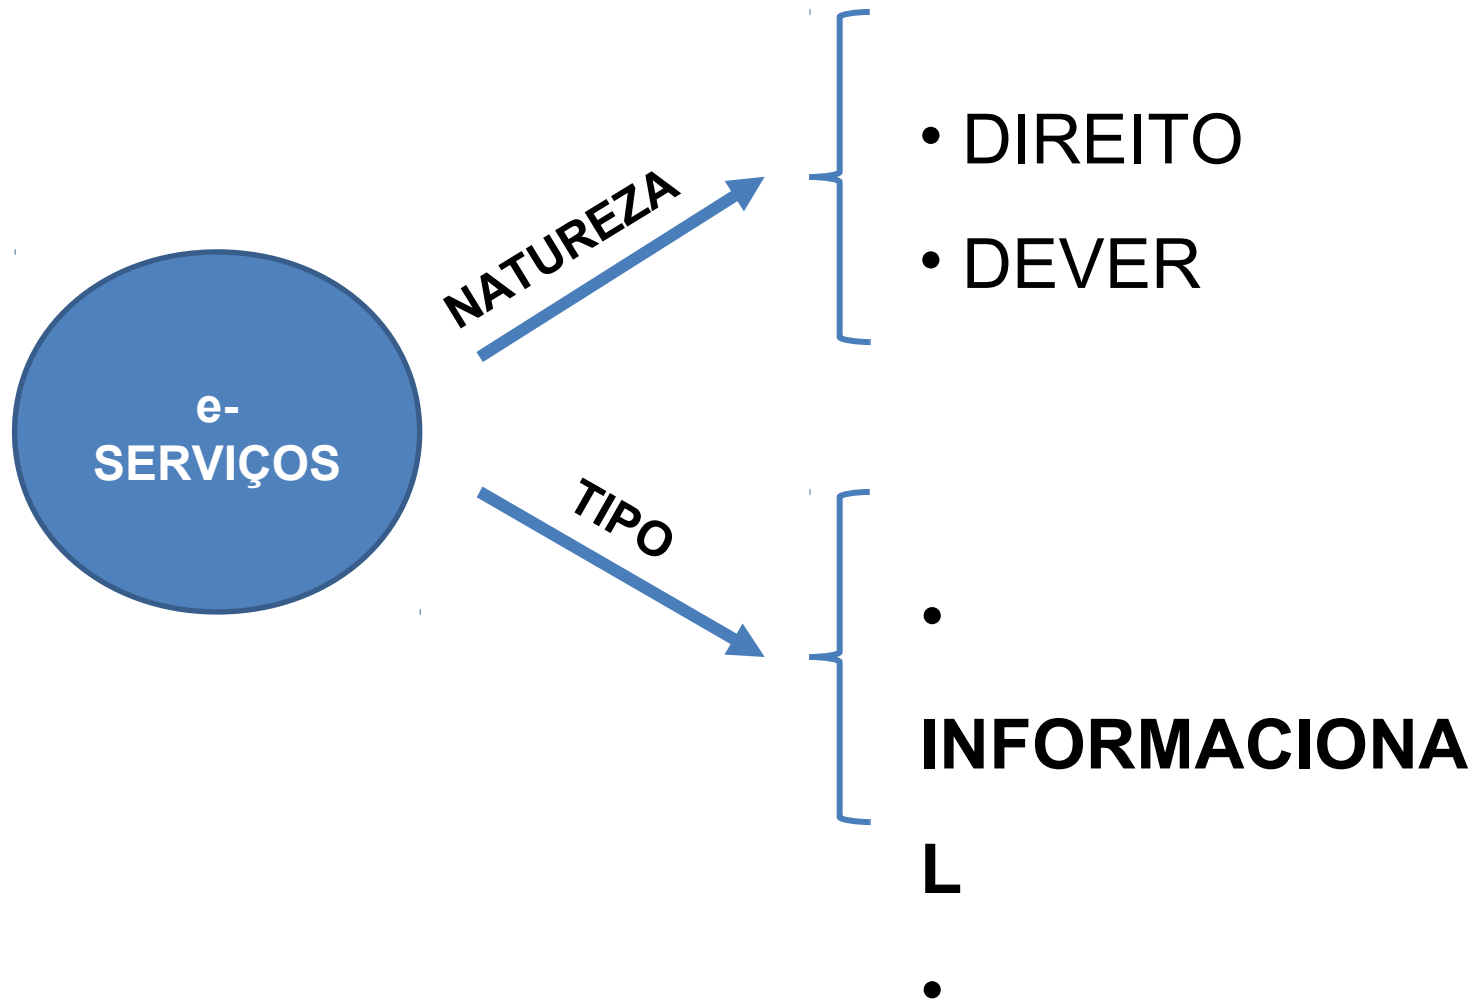 e-
SERVIÇOS
NATUREZA
• DIREITO
• DEVER
TIPO
•
INFORMACIONA
L
•